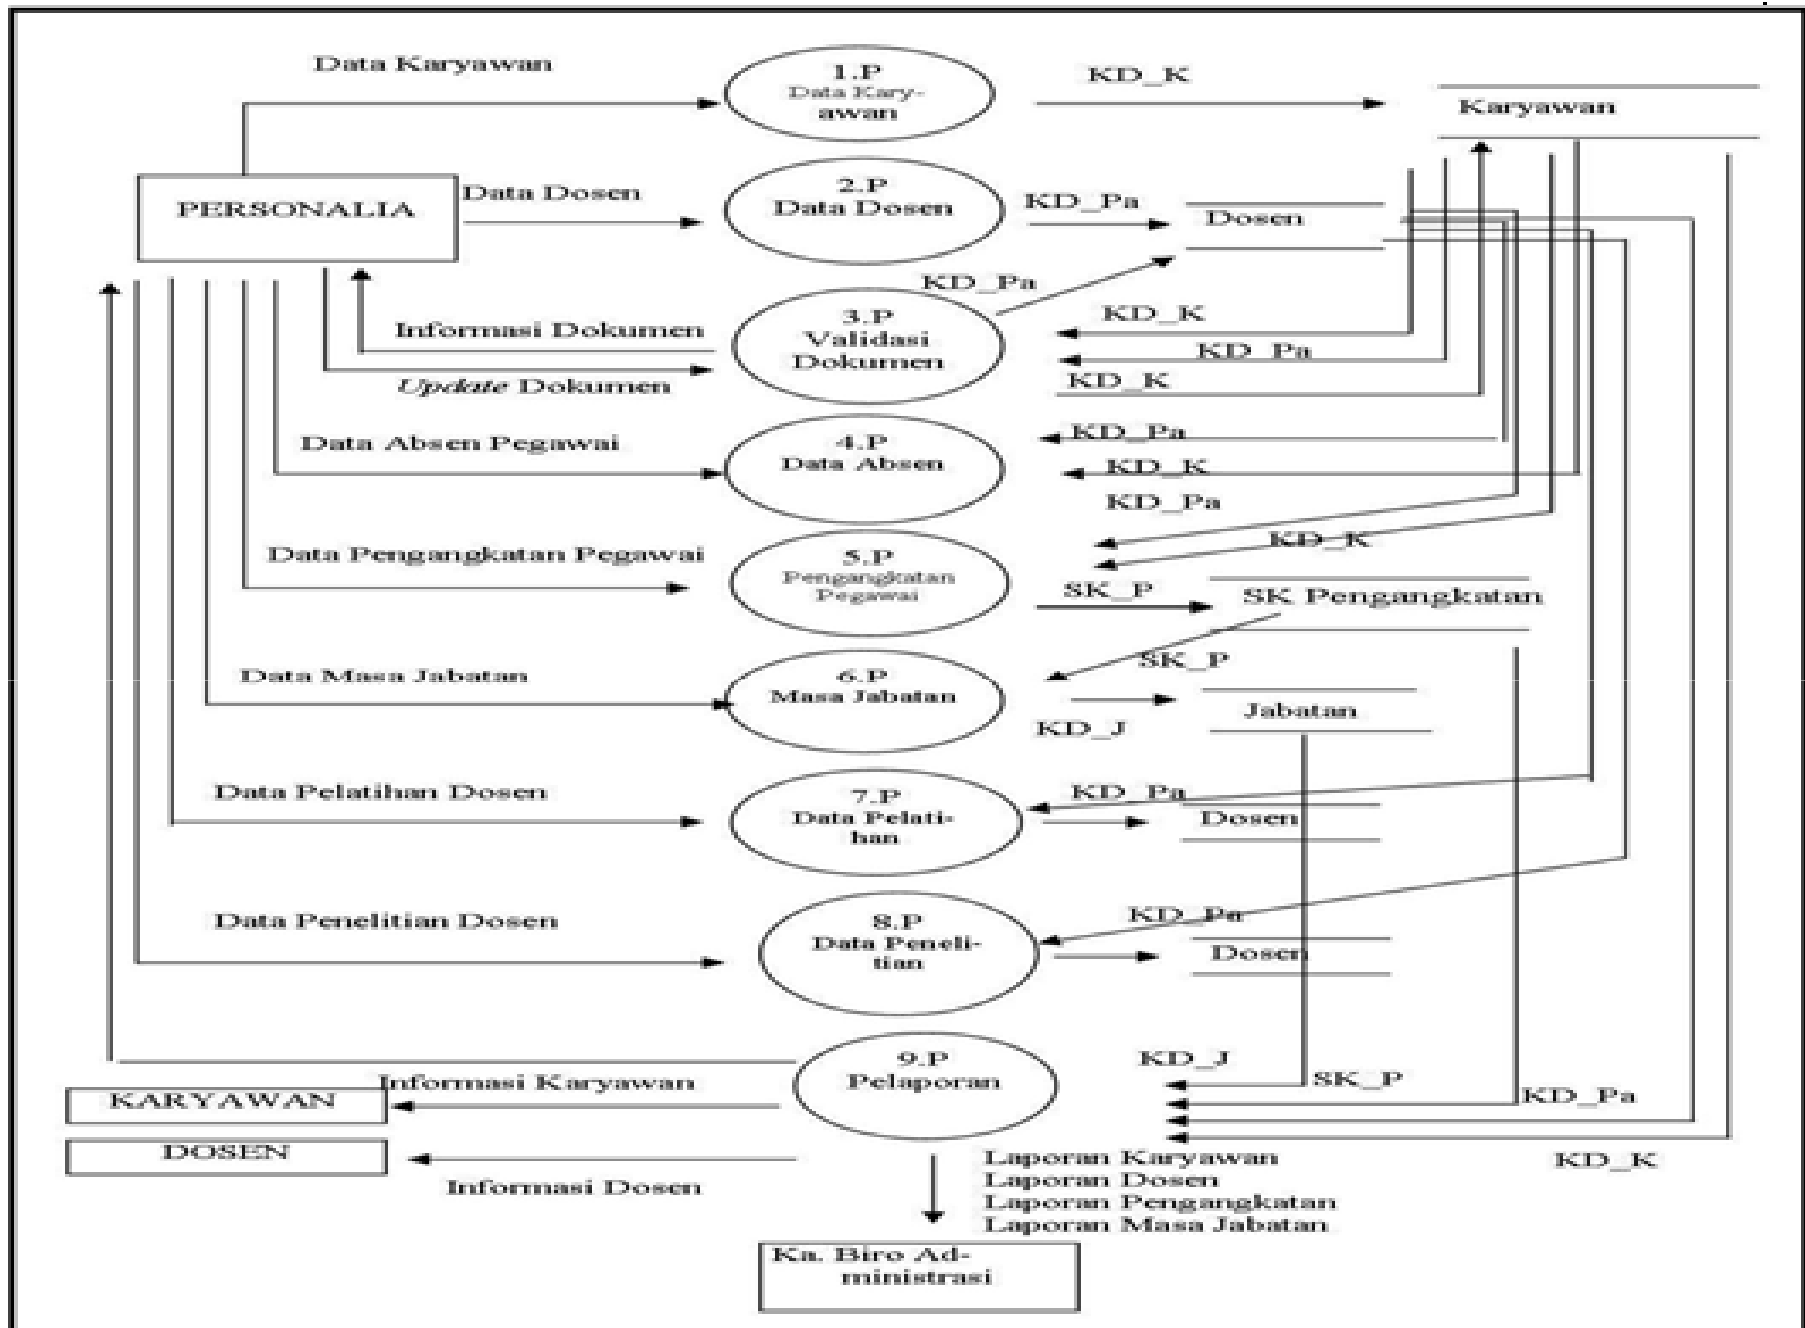 Data Karyawan
1.P
Data Kary-
awan
KD_K
Karyawan
PERSONALIA
Data Dosen
2.P
Data Dosen
KD_Pa
Dosen
KD_Pa
Informasi Dokumen
Update Dokumen
3.P
Validasi
Dokumen
KD_K
KD_Pa
KD_K
Data Absen Pegawai
4.P
Data Absen
KD_Pa
KD_K
KD_Pa
Data Pengangkatan Pegawai
5.P
Pengangkatan
Pegawai
KD_K
SK_P
SK Pengangkatan
Data Masa Jabatan
6.P
Masa Jabatan
SK_P
KD_J
Jabatan
Data Pelatihan Dosen
7.P
Data Pelati-
han
KD_Pa
Dosen
Data Penelitian Dosen
8.P
Data Peneli-
tian
KD_Pa
Dosen
9.P
Pelaporan
KD_J
SK_P
KD_Pa
KD_K
Informasi Karyawan
KARYAWAN
DOSEN
Informasi Dosen
Laporan Karyawan
Laporan Dosen
Laporan Pengangkatan
Laporan Masa Jabatan
Ka. Biro Ad-
ministrasi